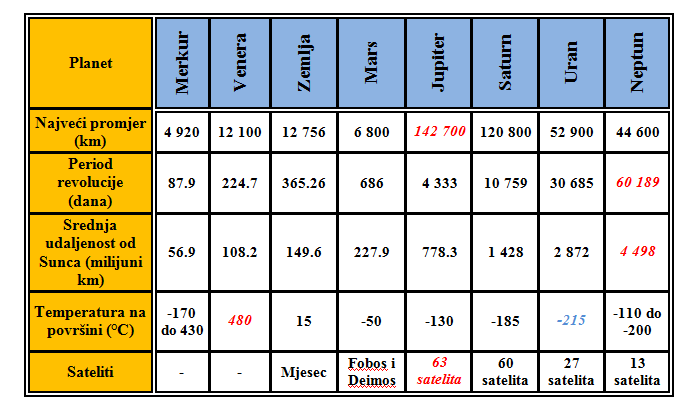 Planet Merkur Venera Zemlja Mars Jupiter Saturn Uran Neptun
Najveći promjer
(km) 4 920 12 100 12 756 6 800 142 700 120 800 52 900 44 600
Period
revolucije
(dana) 87.9 224.7 365.26 686 4 333 10 759 30 685 60 189
Srednja
udaljenost od
Sunca (milijuni
km) 56.9 108.2 149.6 227.9 778.3 1 428 2 872 4 498
Temperatura na
površini (°C) -170
do 430 480 15 -50 -130 -185 -215 -110 do
-200
Sateliti - - Mjesec Fobos i
Deimos 63
satelita 60
satelita 27
satelita 13
satelita